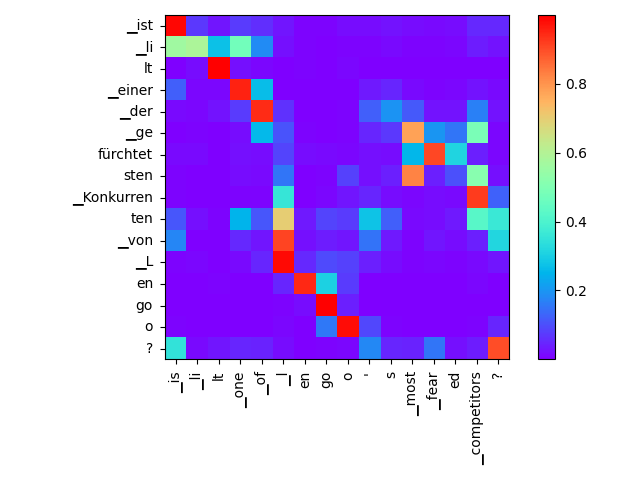 ▁ist
▁li
lt
▁einer
▁der
▁ge
fürchtet
sten
▁Konkurren
ten
▁von
▁L
en
go
o
?
▁is
▁li
lt
▁one
▁of
▁l
en
go
o
'
s
▁most
▁fear
ed
▁competitors
?
0.8
0.6
0.4
0.2